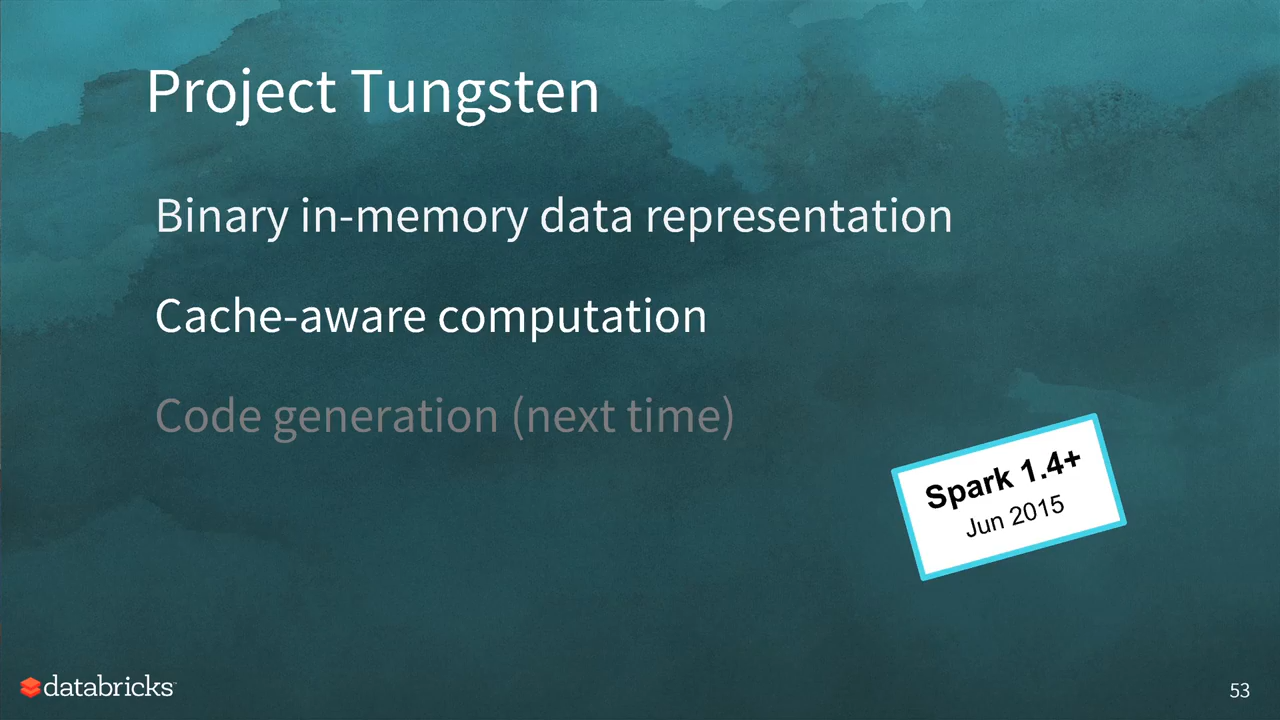 Project Tungsten
Binary in-memory data representation
Cache-aware computation
Code generation (next time)
Spark 1.4+
Jun 2015
databricks
53